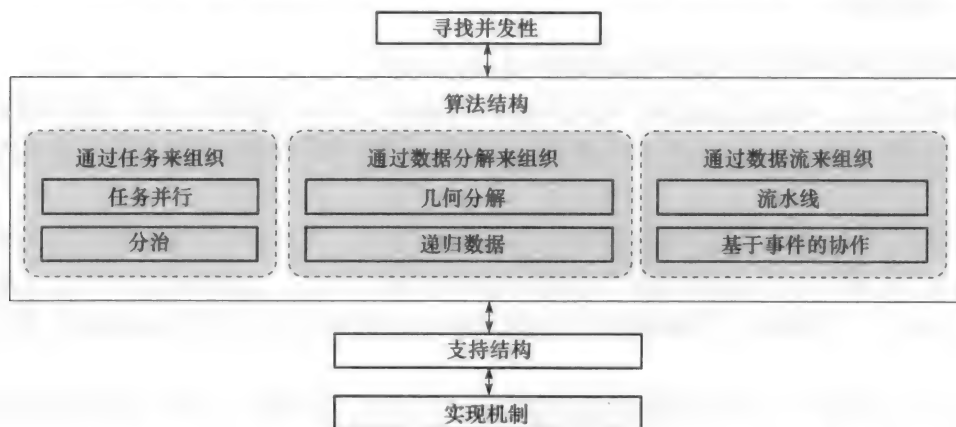 寻找并发性
算法结构
通过任务来组织
任务并行
分治
通过数据分解来组织
几何分解
递归数据
通过数据流来组织
流水线
基于事件的协作
支持结构
实现机制